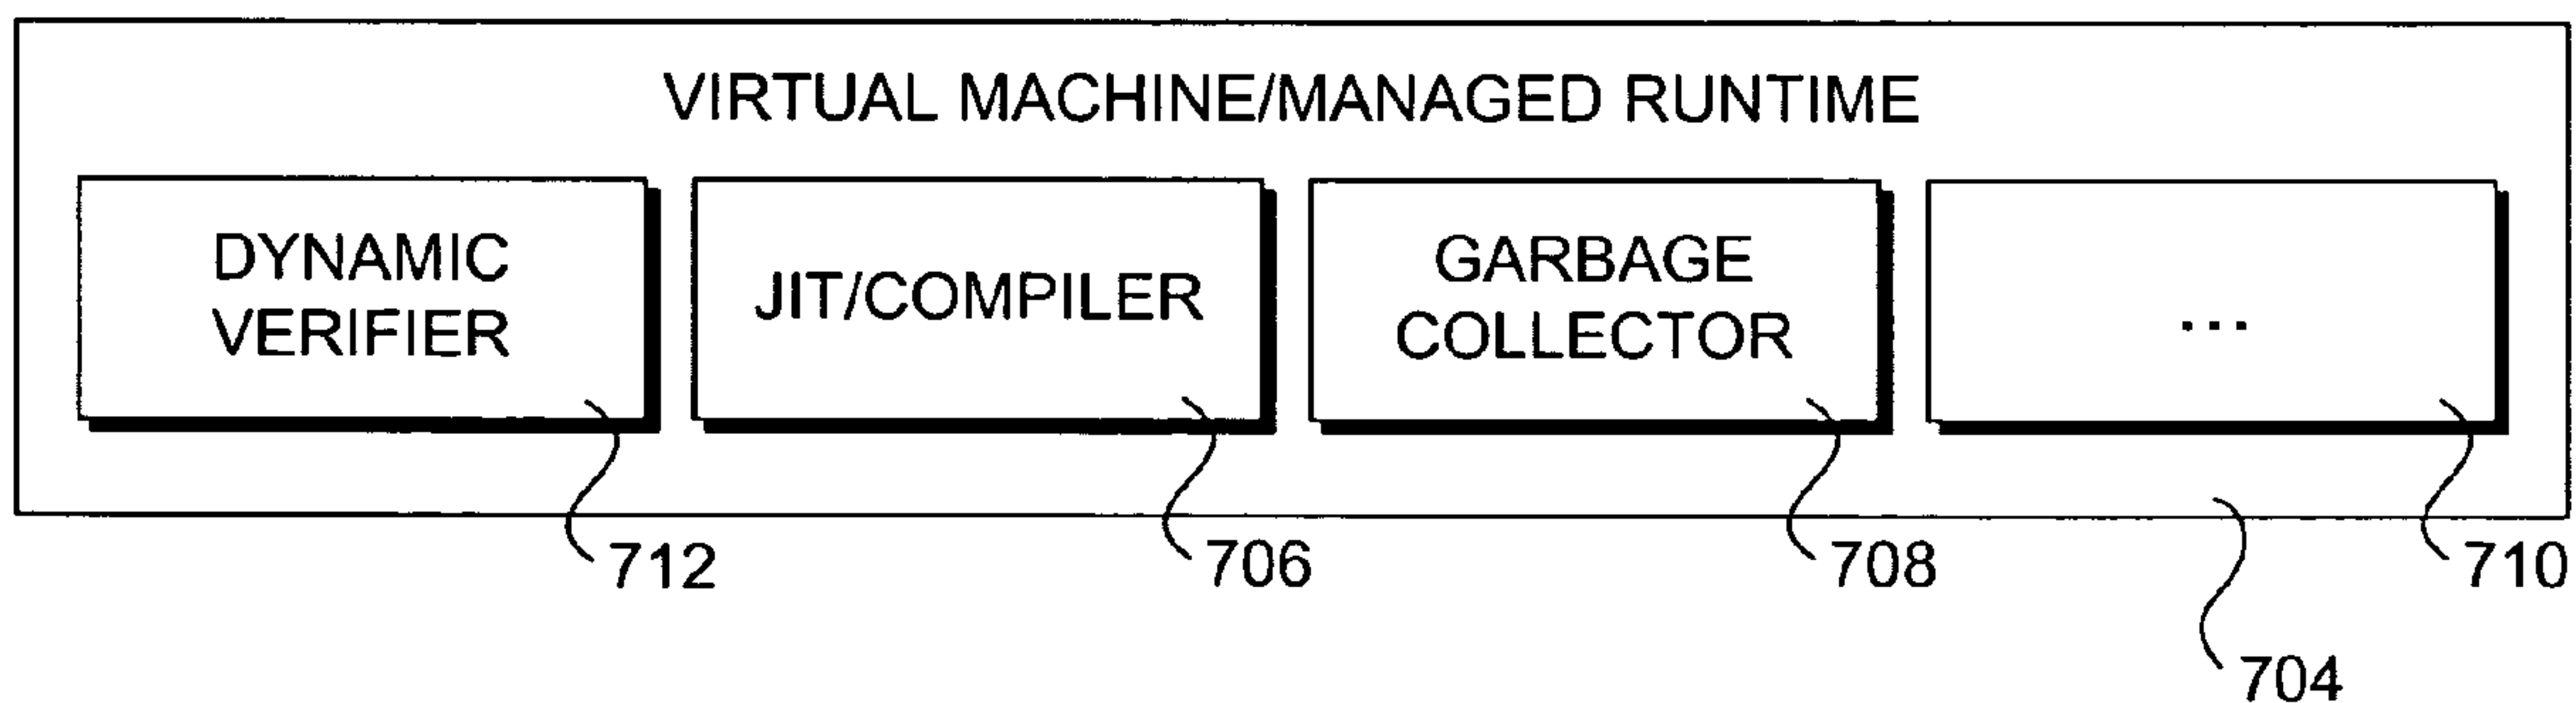 VIRTUAL MACHINE/MANAGED RUNTIME
DYNAMIC
VERIFIER
JIT/COMPILER
GARBAGE
COLLECTOR
...
712
706
708
710
704